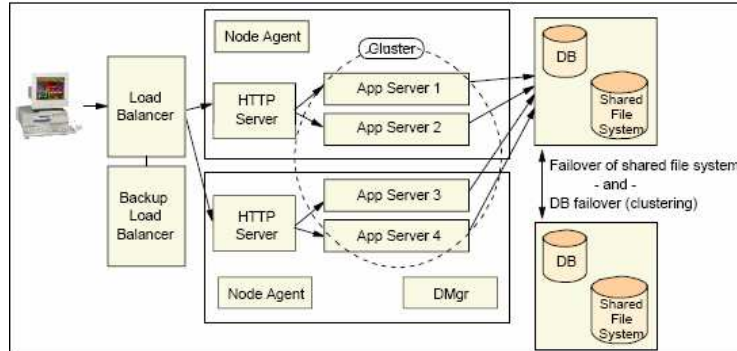 Node Agent
Cluster
Load
Balancer
HTTP
Server
App Server 1
App Server 2
DB
Shared
File
System
Backup
Load
Balancer
HTTP
Server
App Server 3
App Server 4
Node Agent
DMgr
Failover of shared file system
- and -
DB failover (clustering)
DB
Shared
File
System